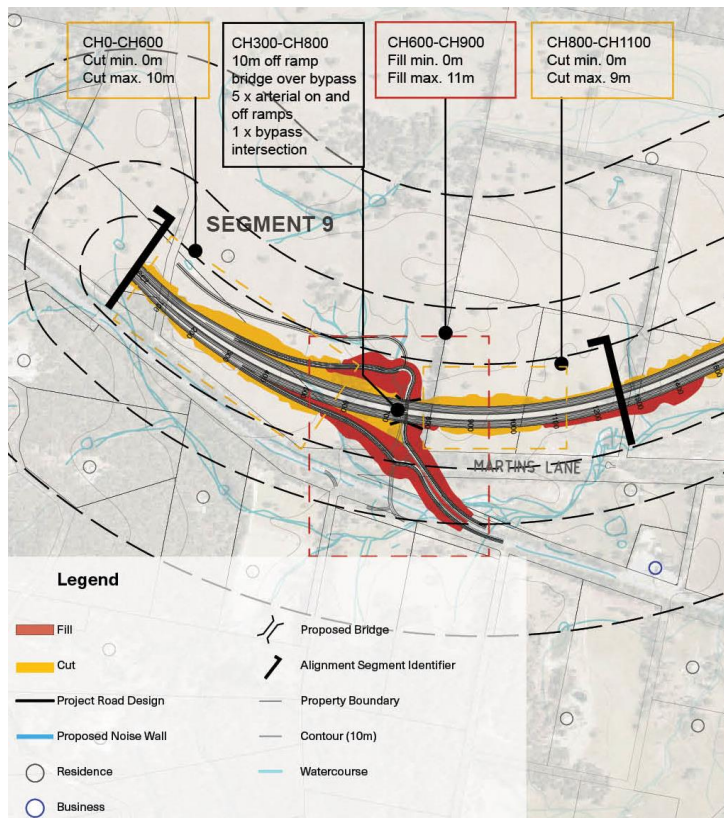 CH0-CH600
Cut min. 0m
Cut max. 10m
CH300-CH800
10m off ramp
bridge over bypass
5 x arterial on and
off ramps
1 x bypass
intersection
CH600-CH900
Fill min. 0m
Fill max. 11m
CH800-CH1100
Cut min. 0m
Cut max. 9m
SEGMENT 9
MARTINS LANE
Legend
Fill
Cut
Project Road Design
Proposed Noise Wall
Residence
Business
Proposed Bridge
Alignment Segment Identifier
Property Boundary
Contour (10m)
Watercourse